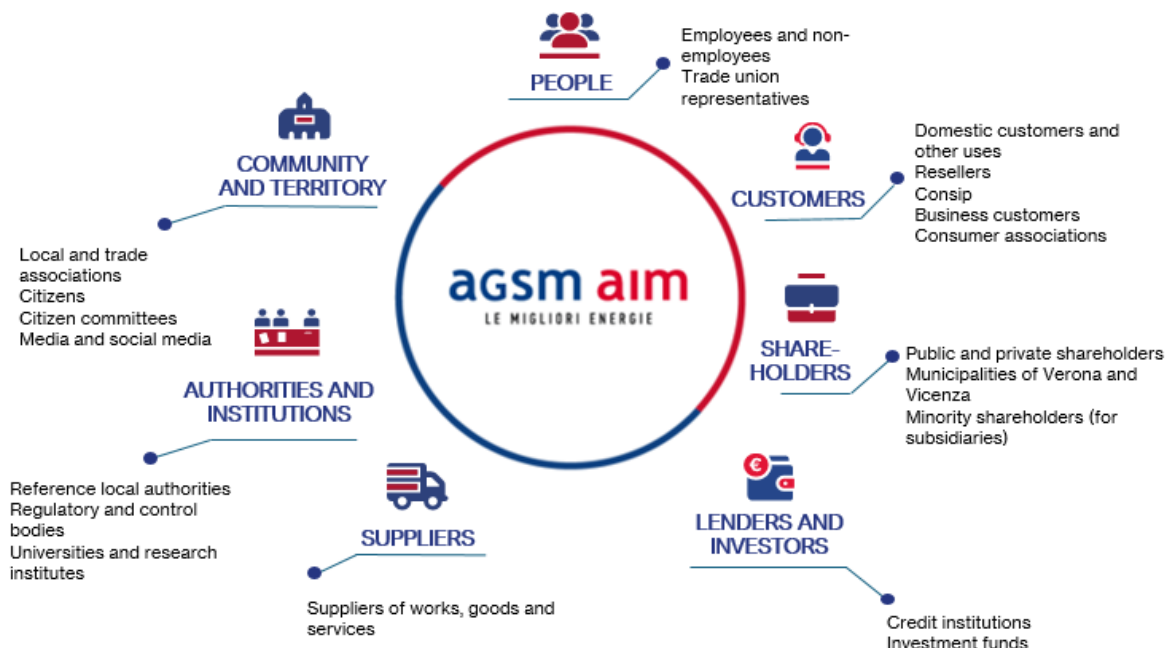 PEOPLE
Employees and non-
employees
Trade union
representatives
CUSTOMERS
Domestic customers and
other uses
Resellers
Consip
Business customers
Consumer associations
SHARE-
HOLDERS
Public and private shareholders
Municipalities of Verona and
Vicenza
Minority shareholders (for
subsidiaries)
LENDERS AND
INVESTORS
Credit institutions
Investment funds
SUPPLIERS
Suppliers of works, goods and
services
AUTHORITIES AND
INSTITUTIONS
Reference local authorities
Regulatory and control
bodies
Universities and research
institutes
COMMUNITY
AND TERRITORY
Local and trade
associations
Citizens
Citizen committees
Media and social media
aGsm aim
LE MIGLIORI ENERGIE
€